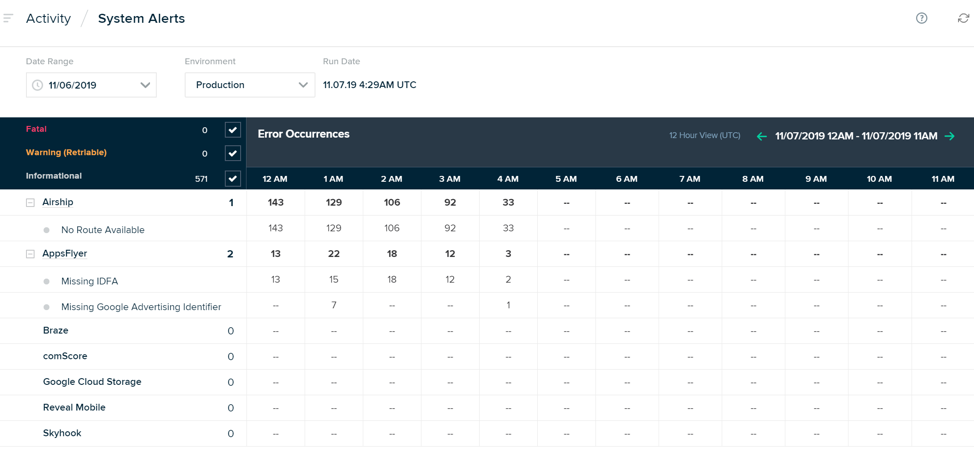 Activity / System Alerts
Date Range Environment Run Date
11/06/2019 Production 11.07.19 4:29AM UTC
Fatal 0
Warning (Retriable) 0
Informational 571
Error Occurrences 12 Hour View (UTC) 11/07/2019 12AM - 11/07/2019 11AM
12 AM 1 AM 2 AM 3 AM 4 AM 5 AM 6 AM 7 AM 8 AM 9 AM 10 AM 11 AM
Airship 1 143 129 106 92 33 -- -- -- -- -- -- --
No Route Available 143 129 106 92 33 -- -- -- -- -- -- --
AppsFlyer 2 13 22 18 12 3 -- -- -- -- -- -- --
Missing IDFA 13 15 18 12 2 -- -- -- -- -- -- --
Missing Google Advertising Identifier -- 7 -- -- 1 -- -- -- -- -- -- --
Braze 0 -- -- -- -- -- -- -- -- -- -- -- --
comScore 0 -- -- -- -- -- -- -- -- -- -- -- --
Google Cloud Storage 0 -- -- -- -- -- -- -- -- -- -- -- --
Reveal Mobile 0 -- -- -- -- -- -- -- -- -- -- -- --
Skyhook 0 -- -- -- -- -- -- -- -- -- -- -- --